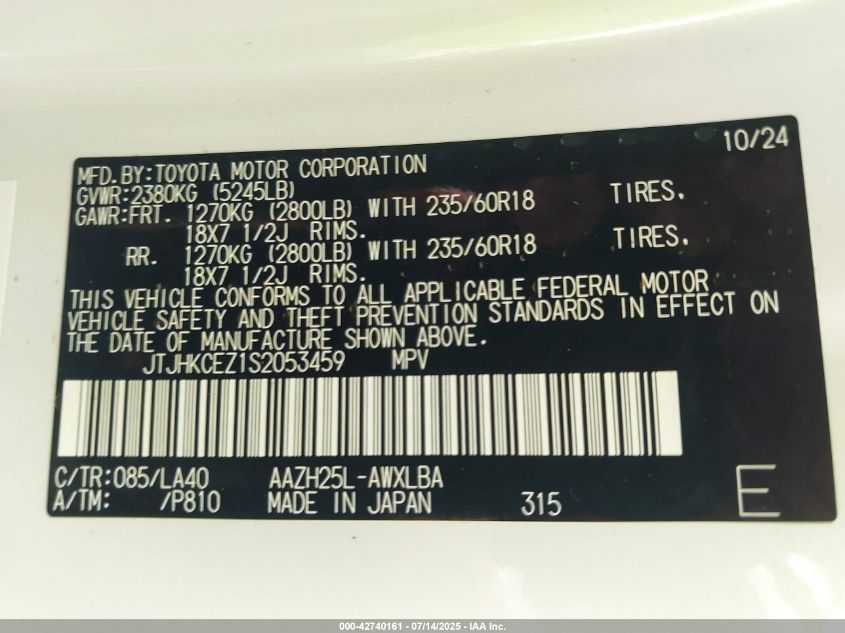 10/24
MFD.BY:TOYOTA MOTOR CORPORATION
GVWR:2380KG (5245LB)
GAWR:FRT. 1270KG (2800LB) WITH 235/60R18 TIRES,
18X7 1/2J RIMS.
RR. 1270KG (2800LB) WITH 235/60R18 TIRES,
18X7 1/2J RIMS.
THIS VEHICLE CONFORMS TO ALL APPLICABLE FEDERAL MOTOR
VEHICLE SAFETY AND THEFT PREVENTION STANDARDS IN EFFECT ON
THE DATE OF MANUFACTURE SHOWN ABOVE.
JTJHKCEZ1S2053459 MPV
C/TR:085/LA40 AAZH25L-AWXLBA
A/TM: /P810 MADE IN JAPAN 315 E
000-42740161 - 07/14/2025 - IAA Inc.